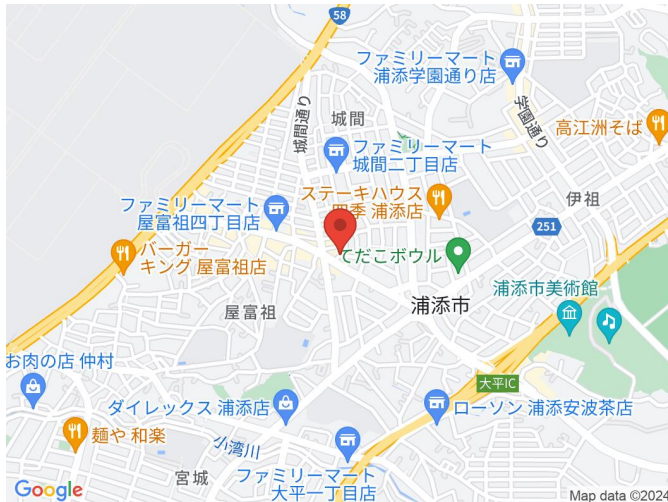 58
ファミリーマート
浦添学園通り店
学園通り
城間通り
城間
高江洲そば
ファミリーマート
城間二丁目店
伊祖
ステーキハウス
四季 浦添店
ファミリーマート
屋富祖四丁目店
251
バーガー
キング 屋富祖店
てだこボウル
浦添市美術館
屋富祖
浦添市
お肉の店 仲村
大平IC
ダイレックス 浦添店
ローソン 浦添安波茶店
麺や 和楽
小湾川
宮城
ファミリーマート
大平一丁目店
Google
Map data ©2024